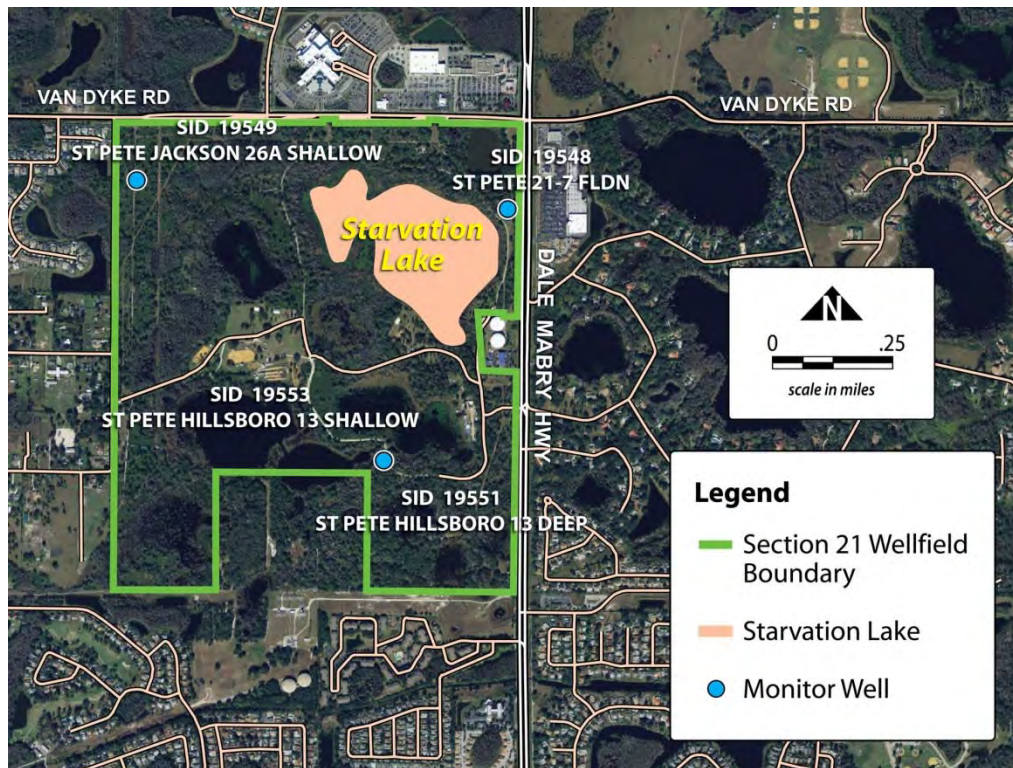 VAN DYKE RD
VAN DYKE RD
SID 19549
ST PETE JACKSON 26A SHALLOW
SID 19548
ST PETE 21-7 FLDN
Starvation
Lake
DALE MABRY HWY
N
0 .25
scale in miles
SID 19553
ST PETE HILLSBORO 13 SHALLOW
SID 19551
ST PETE HILLSBORO 13 DEEP
Legend
Section 21 Wellfield
Boundary
Starvation Lake
Monitor Well